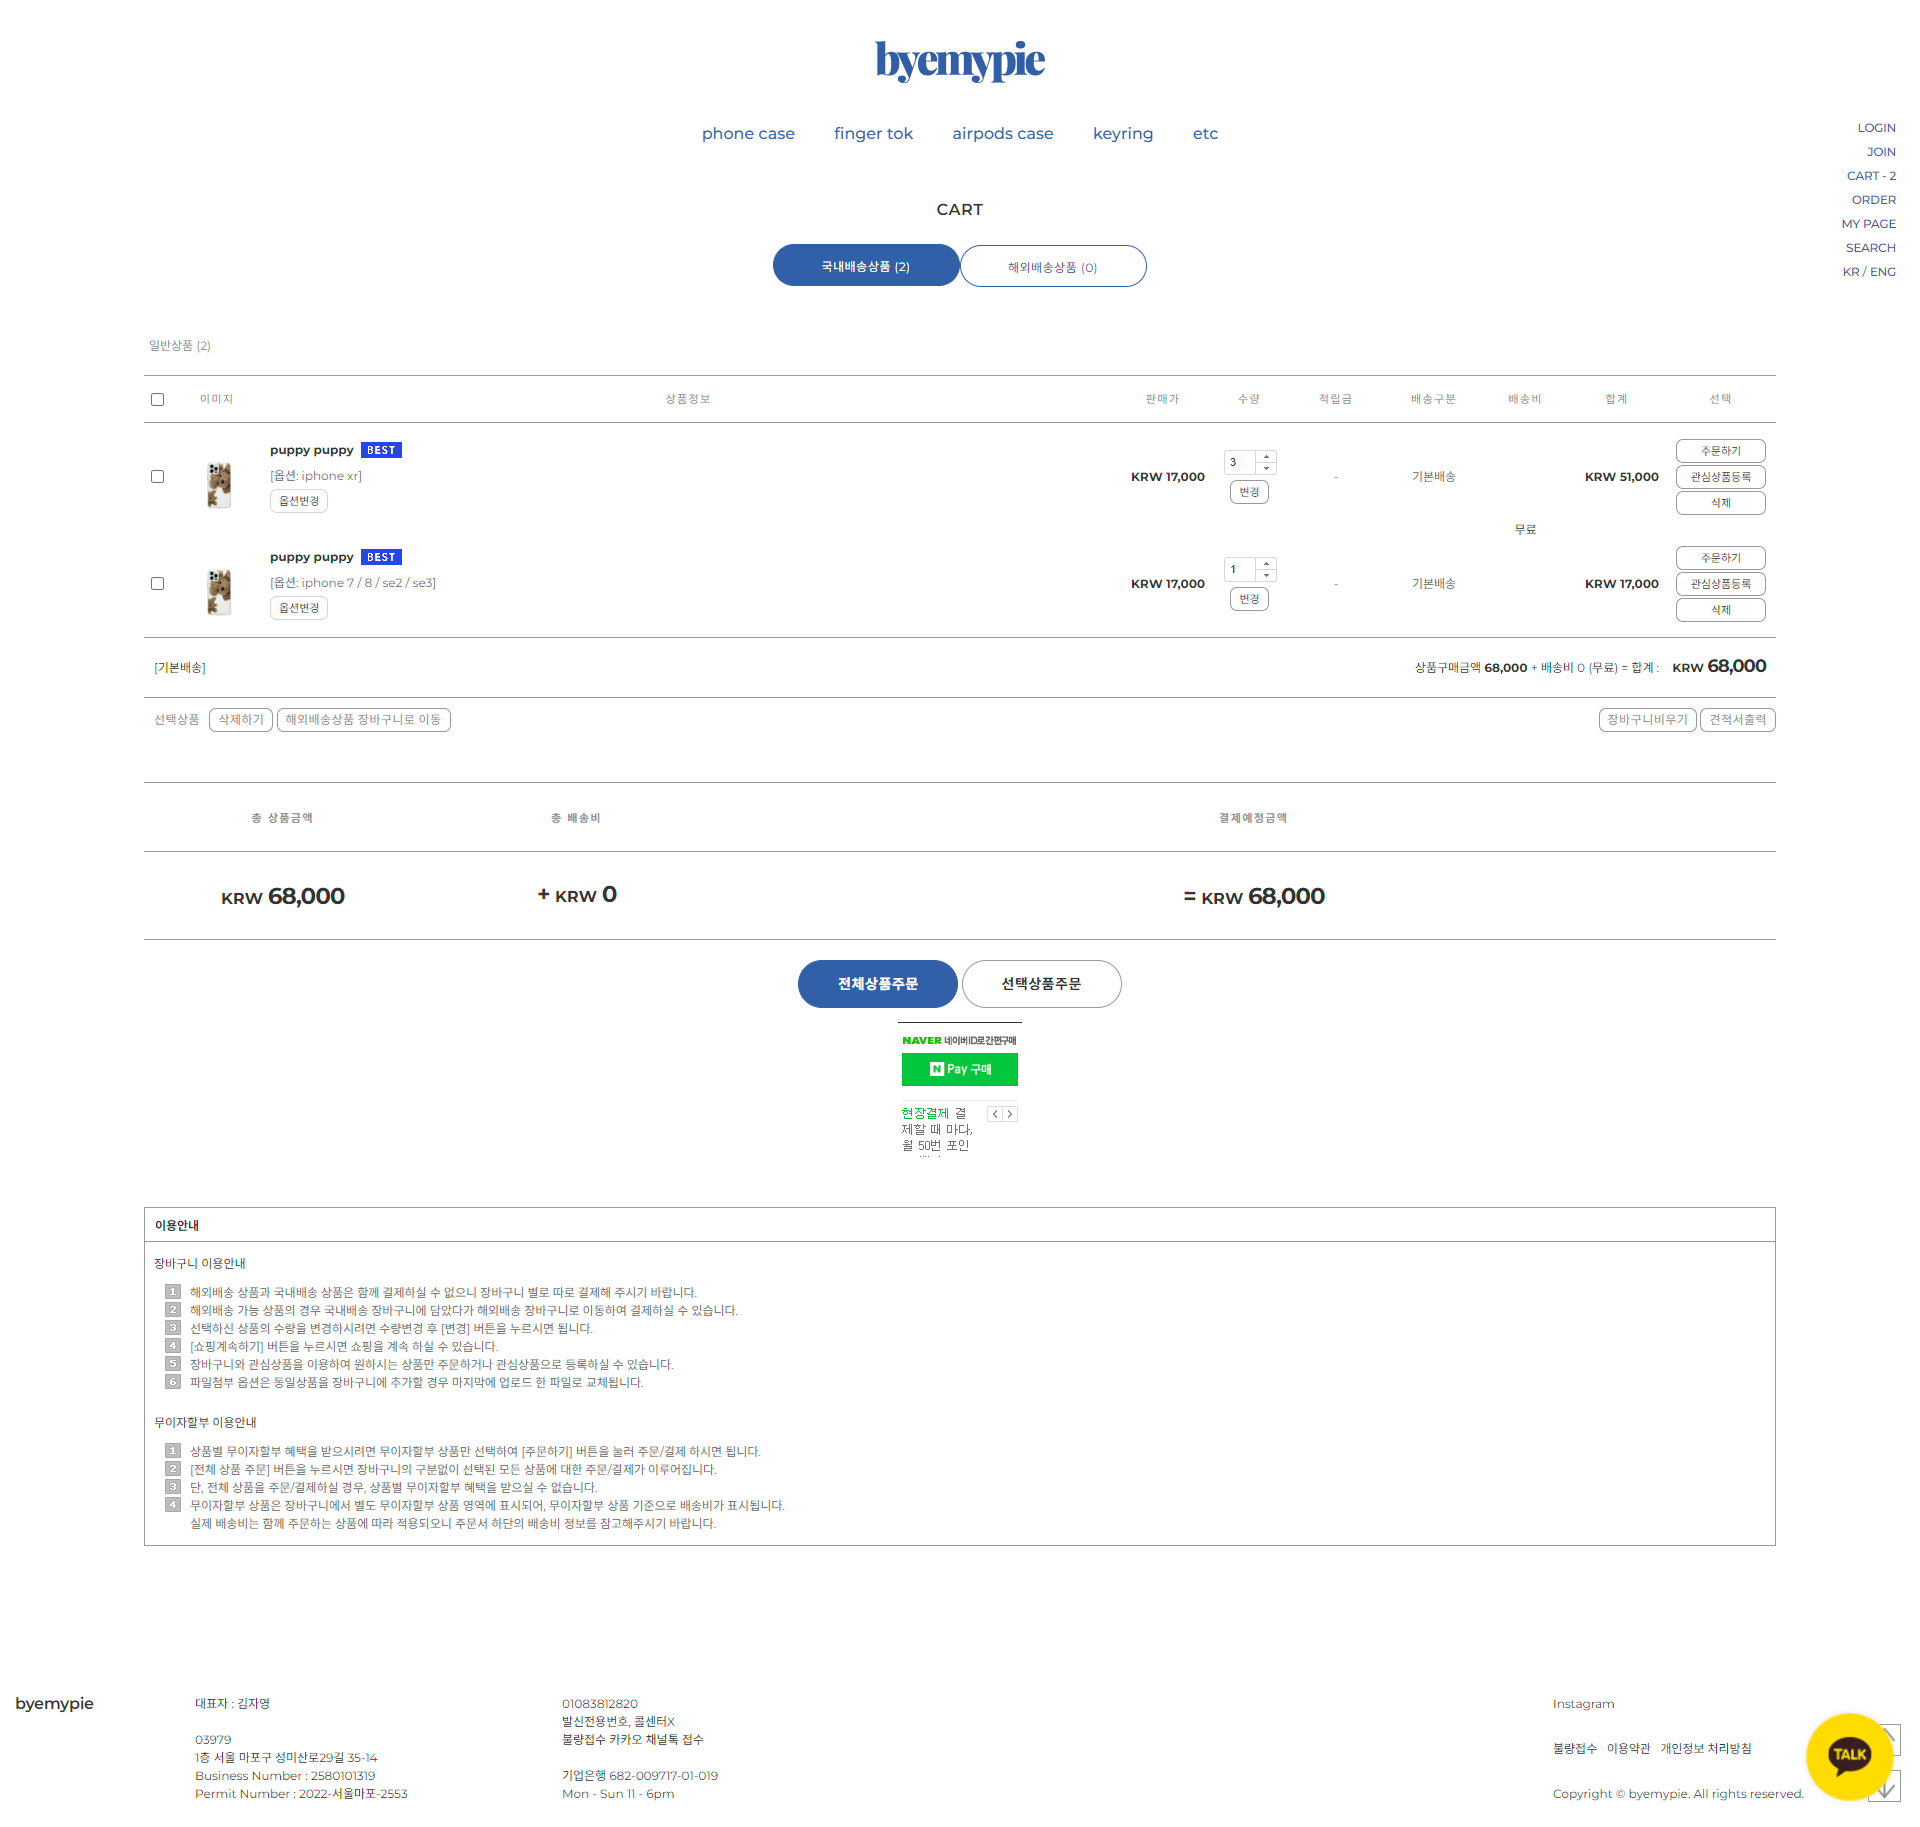 byemypie
phone case finger tok airpods case keyring etc
LOGIN
JOIN
CART - 2
ORDER
MY PAGE
SEARCH
KR / ENG
CART
국내배송상품 (2) 해외배송상품 (0)
일반상품 (2)
이미지 상품정보 판매가 수량 적립금 배송구분 배송비 합계 선택
puppy puppy BEST
[옵션: iphone xr]
옵션변경
KRW 17,000 3 변경 - 기본배송 KRW 51,000
주문하기
관심상품등록
삭제
무료
puppy puppy BEST
[옵션: iphone 7 / 8 / se2 / se3]
옵션변경
KRW 17,000 1 변경 - 기본배송 KRW 17,000
주문하기
관심상품등록
삭제
[기본배송] 상품구매금액 68,000 + 배송비 0 (무료) = 합계 : KRW 68,000
선택상품 삭제하기 해외배송상품 장바구니로 이동 장바구니비우기 견적서출력
총 상품금액 총 배송비 결제예정금액
KRW 68,000 + KRW 0 = KRW 68,000
전체상품주문 선택상품주문
NAVER 네이버ID로 간편구매
N Pay 구매
현장결제 결
제할 때 마다,
월 50번 포인
이용안내
장바구니 이용안내
1 해외배송 상품과 국내배송 상품은 함께 결제하실 수 없으니 장바구니 별로 따로 결제해 주시기 바랍니다.
2 해외배송 가능 상품의 경우 국내배송 장바구니에 담았다가 해외배송 장바구니로 이동하여 결제하실 수 있습니다.
3 선택하신 상품의 수량을 변경하시려면 수량변경 후 [변경] 버튼을 누르시면 됩니다.
4 [쇼핑계속하기] 버튼을 누르시면 쇼핑을 계속 하실 수 있습니다.
5 장바구니와 관심상품을 이용하여 원하시는 상품만 주문하거나 관심상품으로 등록하실 수 있습니다.
6 파일첨부 옵션은 동일상품을 장바구니에 추가할 경우 마지막에 업로드 한 파일로 교체됩니다.
무이자할부 이용안내
1 상품별 무이자할부 혜택을 받으시려면 무이자할부 상품만 선택하여 [주문하기] 버튼을 눌러 주문/결제 하시면 됩니다.
2 [전체 상품 주문] 버튼을 누르시면 장바구니의 구분없이 선택된 모든 상품에 대한 주문/결제가 이루어집니다.
3 단, 전체 상품을 주문/결제하실 경우, 상품별 무이자할부 혜택을 받으실 수 없습니다.
4 무이자할부 상품은 장바구니에서 별도 무이자할부 상품 영역에 표시되어, 무이자할부 상품 기준으로 배송비가 표시됩니다.
실제 배송비는 함께 주문하는 상품에 따라 적용되오니 주문서 하단의 배송비 정보를 참고해주시기 바랍니다.
byemypie
대표자 : 김자영
03979
1층 서울 마포구 성미산로29길 35-14
Business Number : 2580101319
Permit Number : 2022-서울마포-2553
01083812820
발신전용번호, 콜센터X
불량접수 카카오 채널톡 접수
기업은행 682-009717-01-019
Mon - Sun 11 - 6pm
Instagram
불량접수 이용약관 개인정보 처리방침
Copyright © byemypie. All rights reserved.
TALK